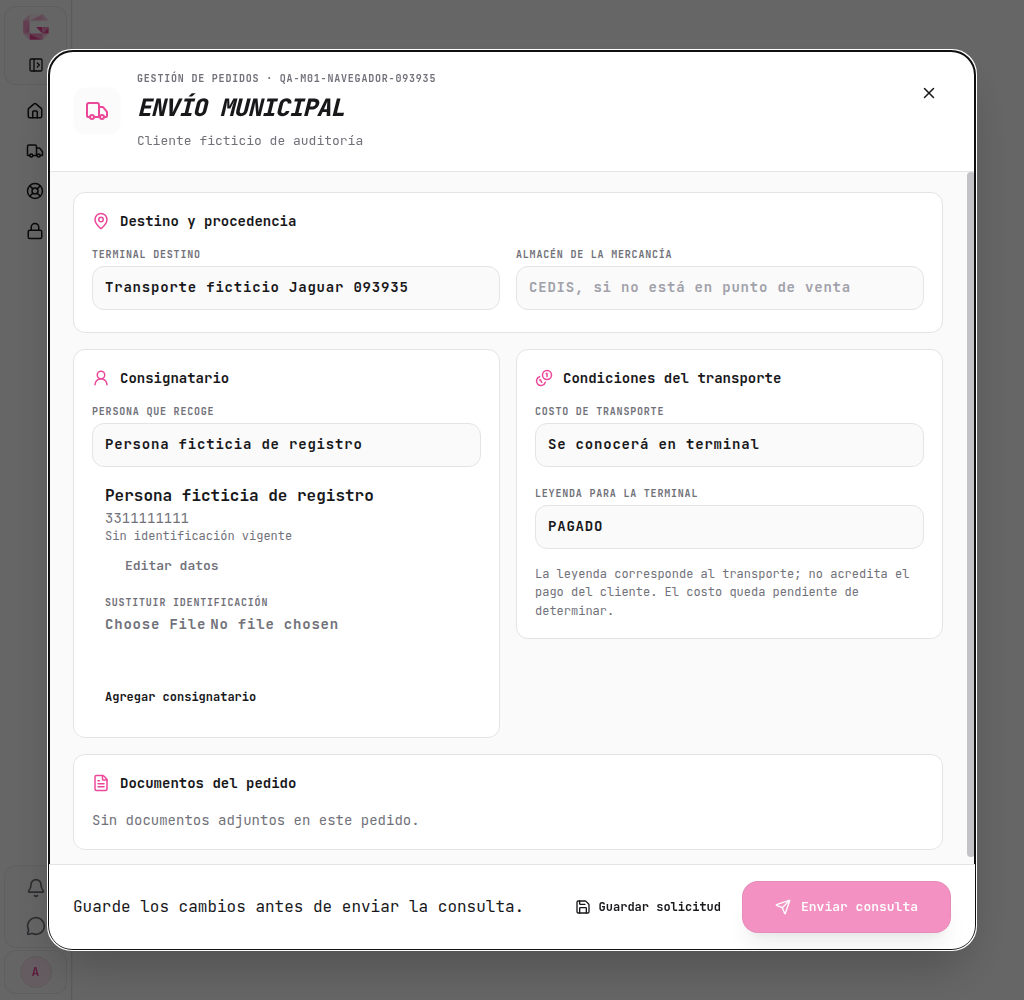 GESTIÓN DE PEDIDOS · QA-M01-NAVEGADOR-093935
ENVÍO MUNICIPAL
Cliente ficticio de auditoría
Destino y procedencia
TERMINAL DESTINO
Transporte ficticio Jaguar 093935
ALMACÉN DE LA MERCANCÍA
CEDIS, si no está en punto de venta
Consignatario
PERSONA QUE RECOGE
Persona ficticia de registro
Persona ficticia de registro
3311111111
Sin identificación vigente
Editar datos
SUSTITUIR IDENTIFICACIÓN
Choose File No file chosen
Agregar consignatario
Condiciones del transporte
COSTO DE TRANSPORTE
Se conocerá en terminal
LEYENDA PARA LA TERMINAL
PAGADO
La leyenda corresponde al transporte; no acredita el
pago del cliente. El costo queda pendiente de
determinar.
Documentos del pedido
Sin documentos adjuntos en este pedido.
Guarde los cambios antes de enviar la consulta.
Guardar solicitud
Enviar consulta
A